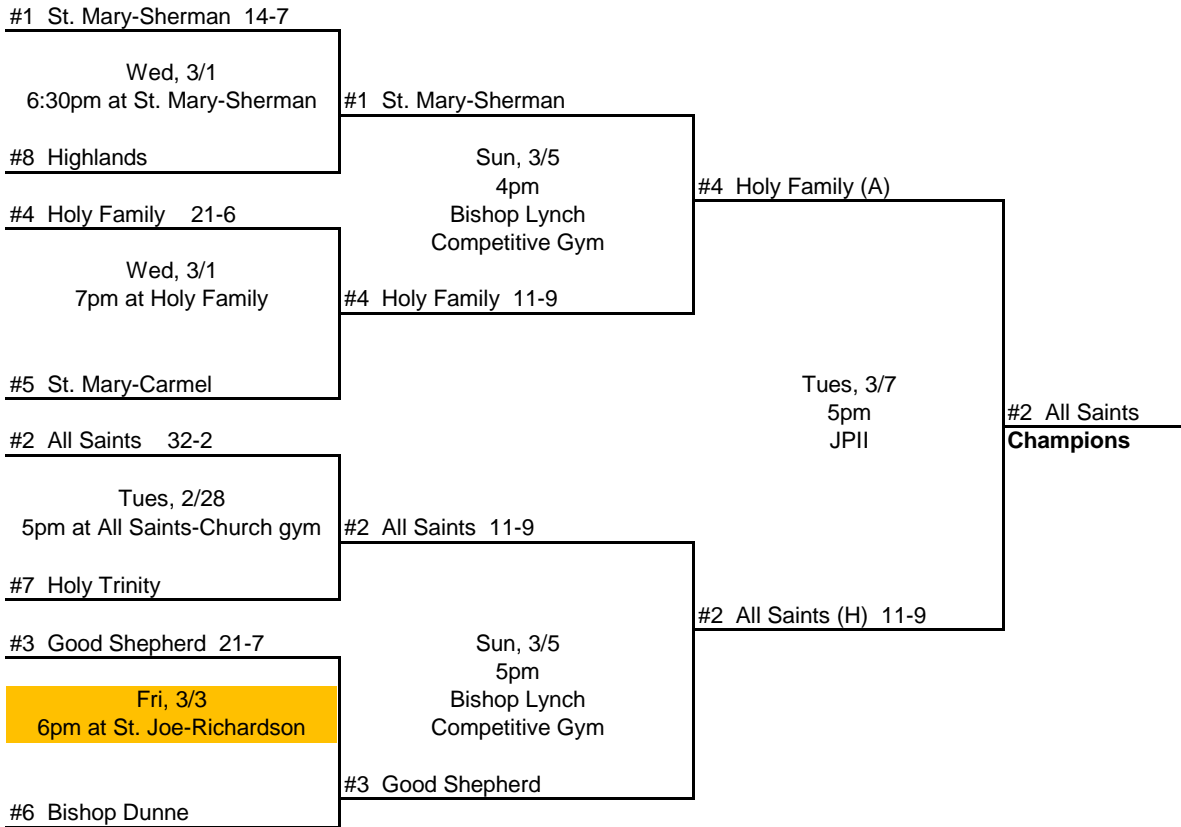 #1 St. Mary-Sherman 14-7
Wed, 3/1
6:30pm at St. Mary-Sherman
#8 Highlands
#4 Holy Family 21-6
Wed, 3/1
7pm at Holy Family
#5 St. Mary-Carmel
#2 All Saints 32-2
Tues, 2/28
5pm at All Saints-Church gym
#7 Holy Trinity
#3 Good Shepherd 21-7
Fri, 3/3
6pm at St. Joe-Richardson
#6 Bishop Dunne
#1 St. Mary-Sherman
Sun, 3/5
4pm
Bishop Lynch
Competitive Gym
#4 Holy Family 11-9
#2 All Saints 11-9
Sun, 3/5
5pm
Bishop Lynch
Competitive Gym
#3 Good Shepherd
#4 Holy Family (A)
Tues, 3/7
5pm
JPII
#2 All Saints (H) 11-9
#2 All Saints
Champions